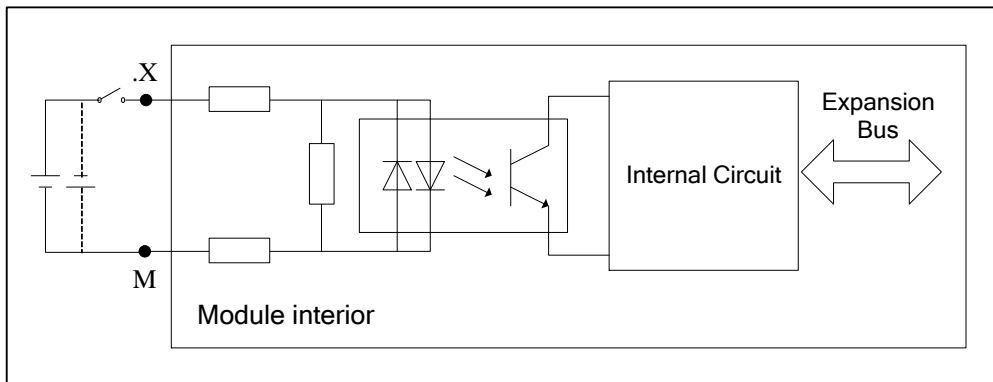 .X
Expansion
Bus
Internal Circuit
M
Module interior